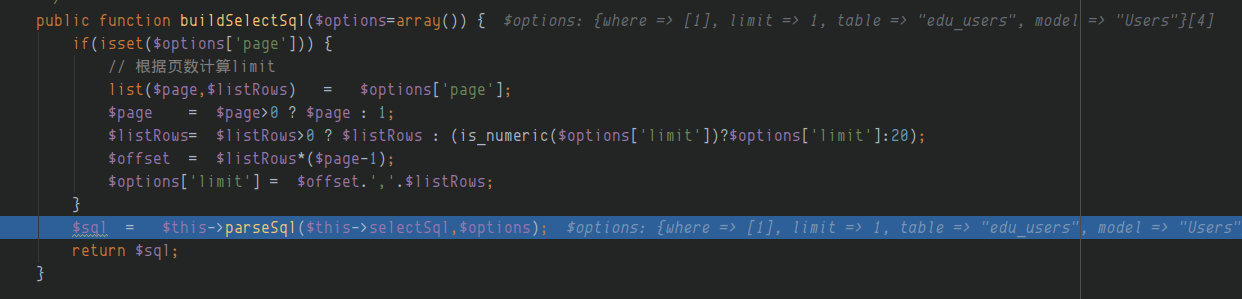 public function buildSelectSql($options=array()) {  $options: {where => [1], limit => 1, table => "edu_users", model => "Users"}[4]
if(isset($options['page'])) {
// 根据页数计算limit
list($page,$listRows)   =   $options['page'];
$page    =  $page>0 ? $page : 1;
$listRows=  $listRows>0 ? $listRows : (is_numeric($options['limit'])?$options['limit']:20);
$offset  =  $listRows*($page-1);
$options['limit'] =  $offset.','.$listRows;
}
$sql  =   $this->parseSql($this->selectSql,$options);  $options: {where => [1], limit => 1, table => "edu_users", model => "Users"
return $sql;
}